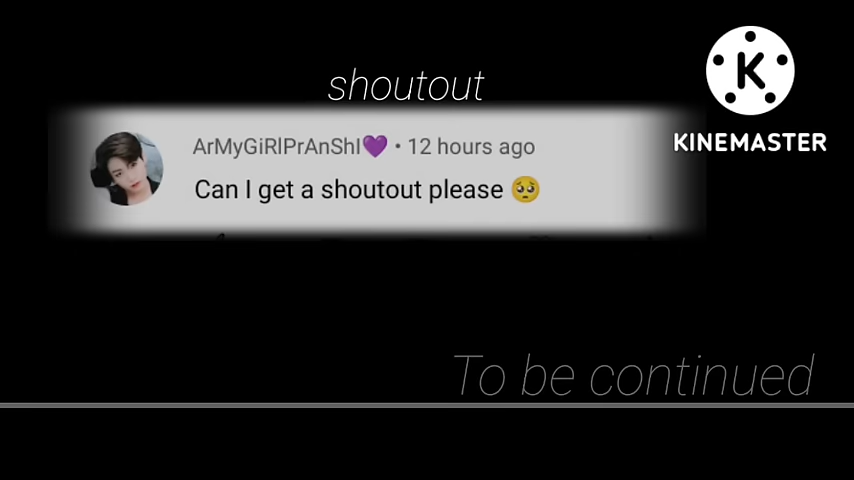 shoutout
K
KINEMASTER
ArMyGiRlPrAnShI💜 • 12 hours ago
Can I get a shoutout please 🥺
To be continued